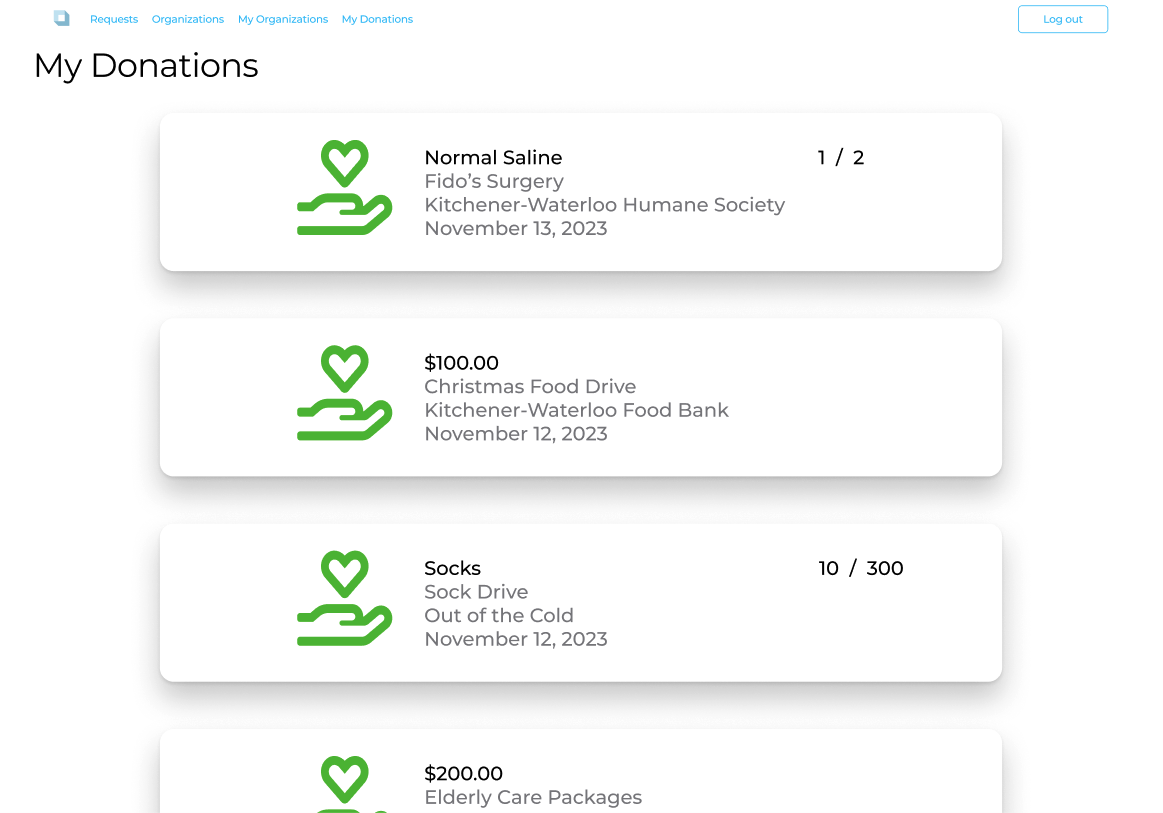 Requests Organizations My Organizations My Donations Log out
My Donations
Normal Saline 1 / 2
Fido’s Surgery
Kitchener-Waterloo Humane Society
November 13, 2023
$100.00
Christmas Food Drive
Kitchener-Waterloo Food Bank
November 12, 2023
Socks 10 / 300
Sock Drive
Out of the Cold
November 12, 2023
$200.00
Elderly Care Packages